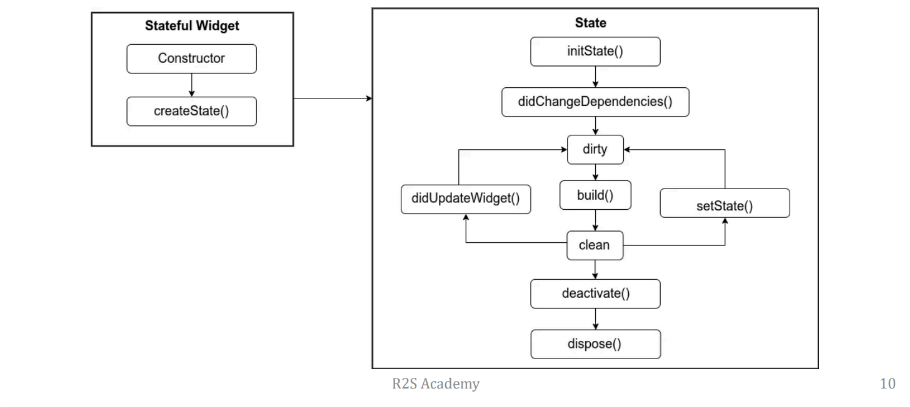 Stateful Widget
Constructor
createState()
State
initState()
didChangeDependencies()
dirty
didUpdateWidget()
build()
setState()
clean
deactivate()
dispose()
R2S Academy
10